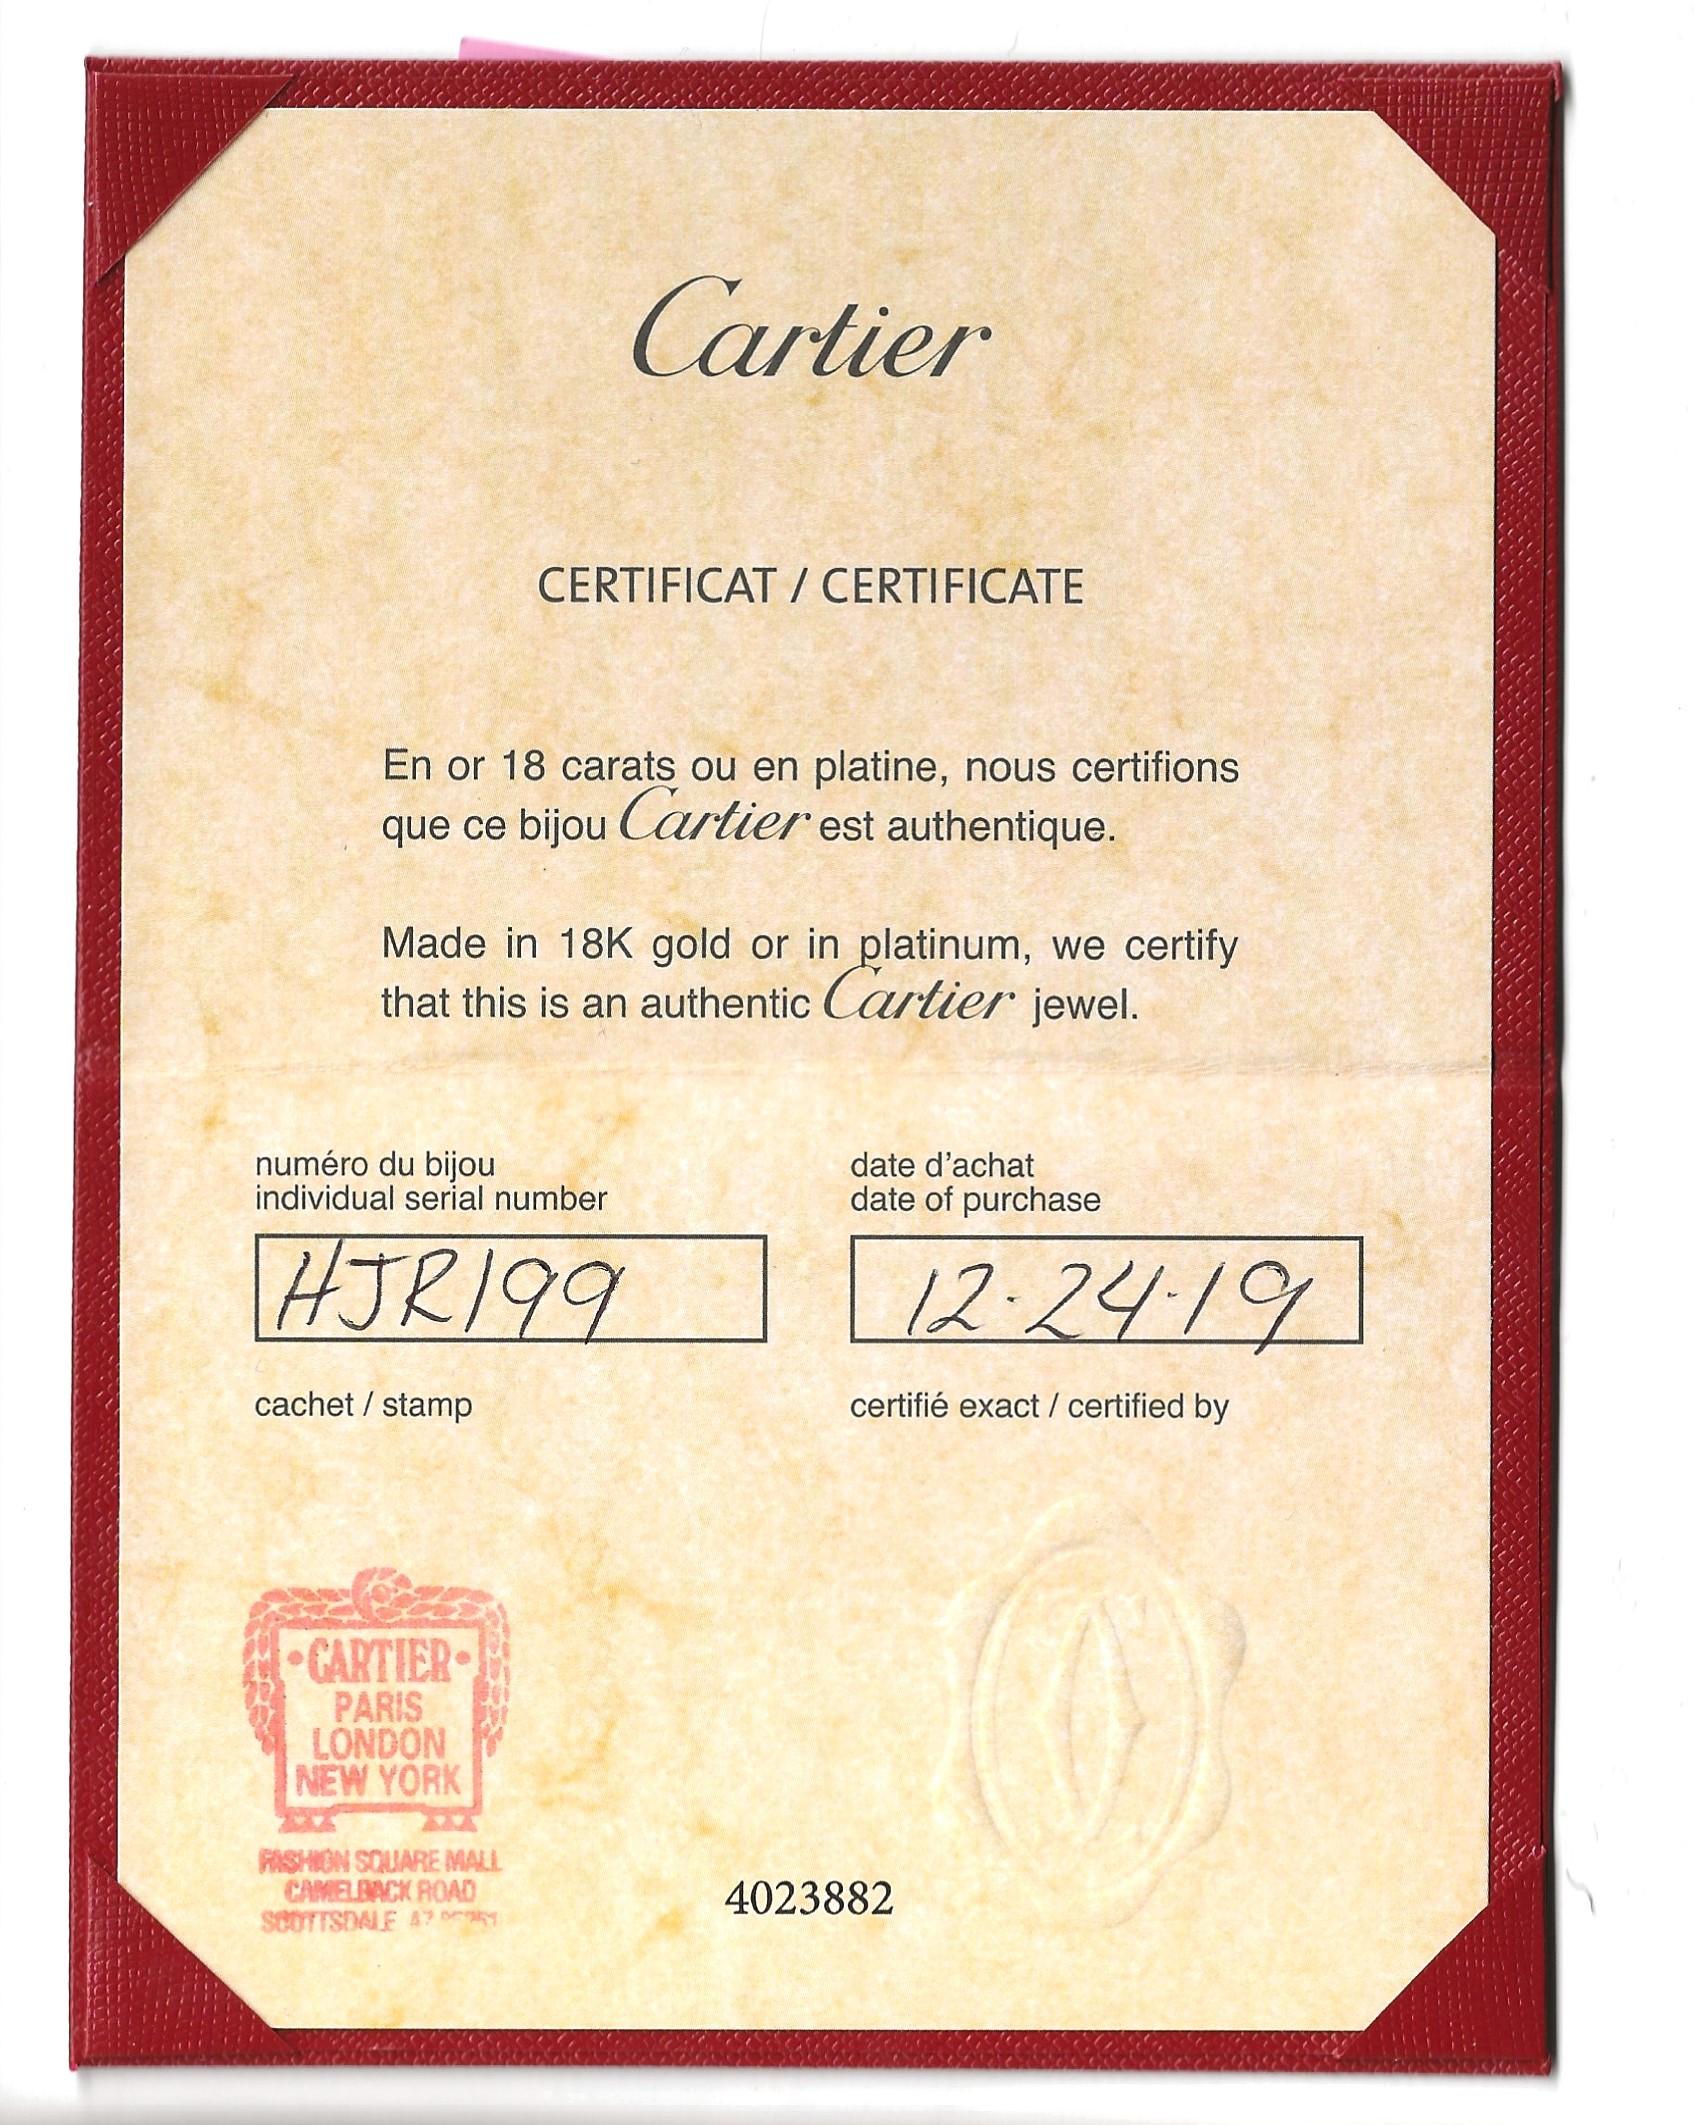 Cartier
CERTIFICAT / CERTIFICATE
En or 18 carats ou en platine, nous certifions
que ce bijou Cartier est authentique.
Made in 18K gold or in platinum, we certify
that this is an authentic Cartier jewel.
numéro du bijou
individual serial number
HJR199
date d'achat
date of purchase
12·24·19
cachet / stamp
certifié exact / certified by
·CARTIER·
PARIS
LONDON
NEW YORK
FASHION SQUARE MALL
CAMELBACK ROAD
SCOTTSDALE AZ
4023882